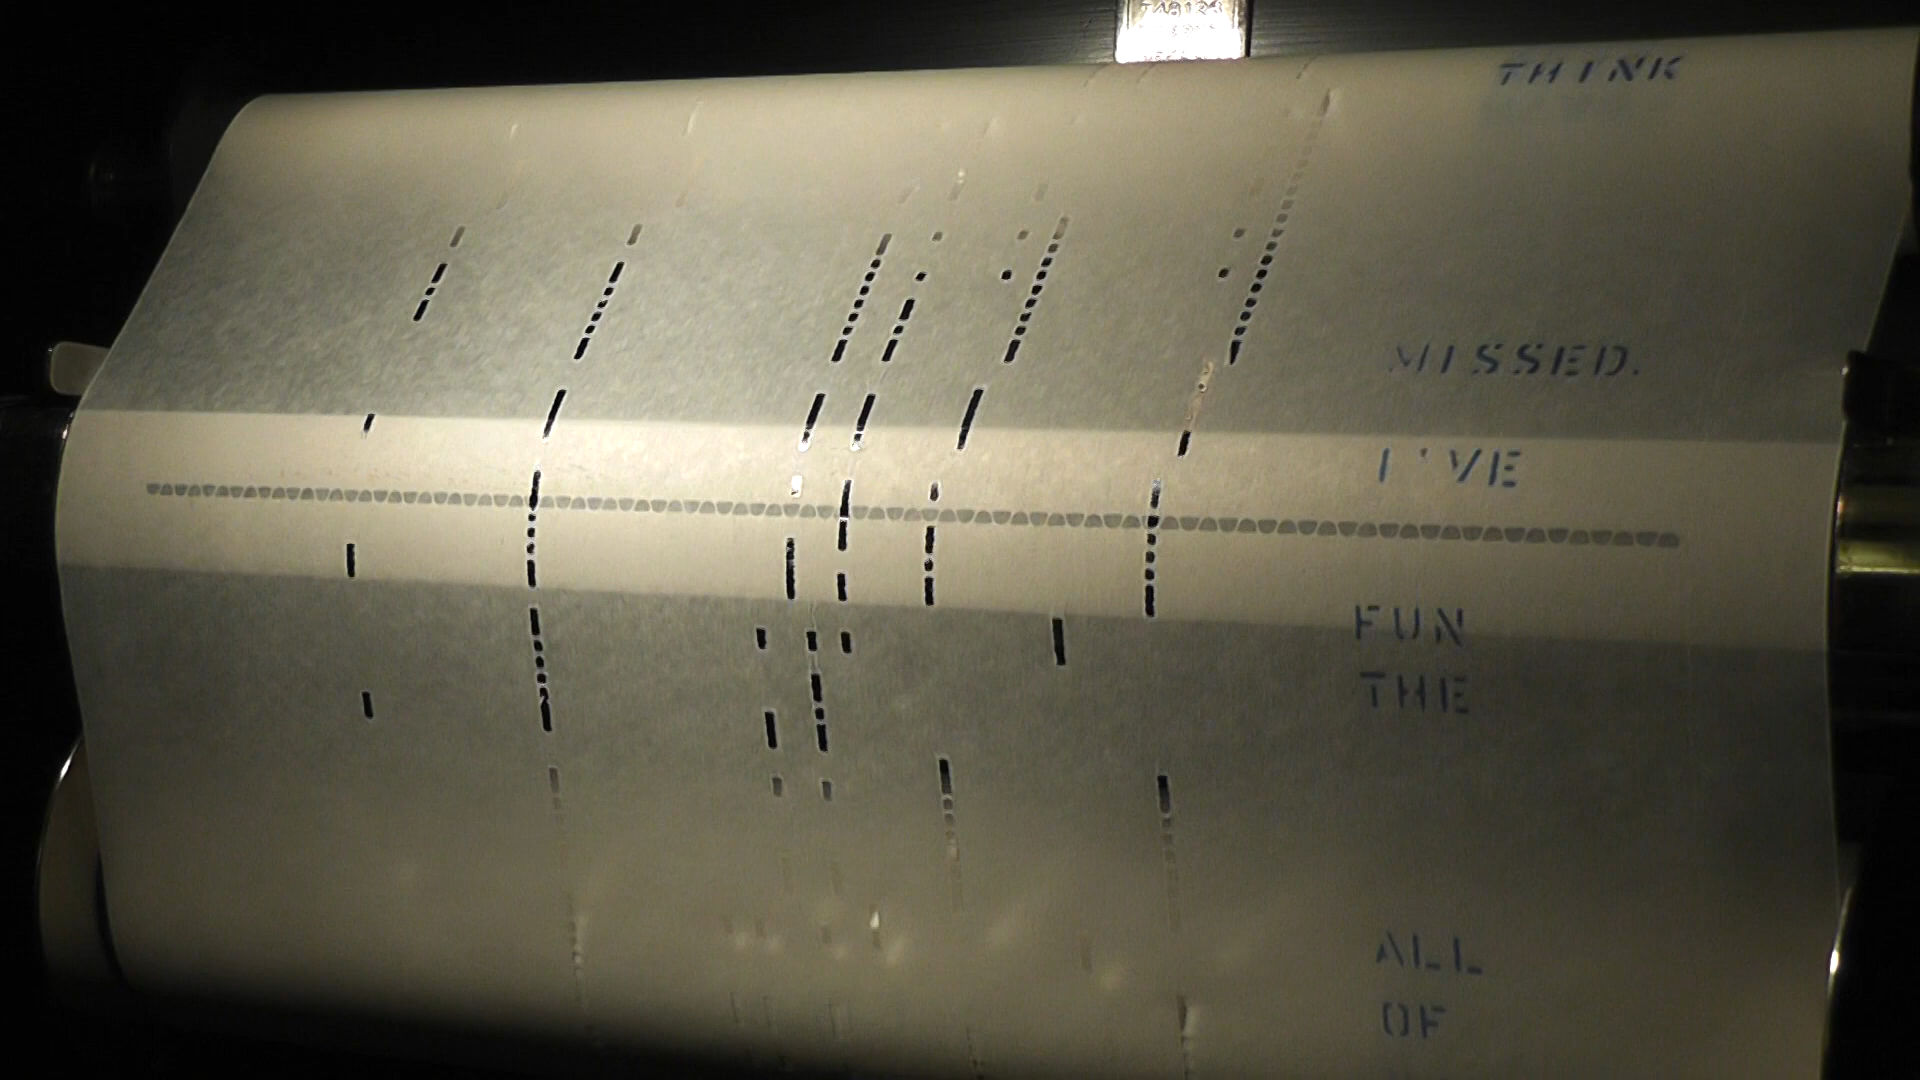 THINK
MISSED.
I'VE
FUN
THE
ALL
OF